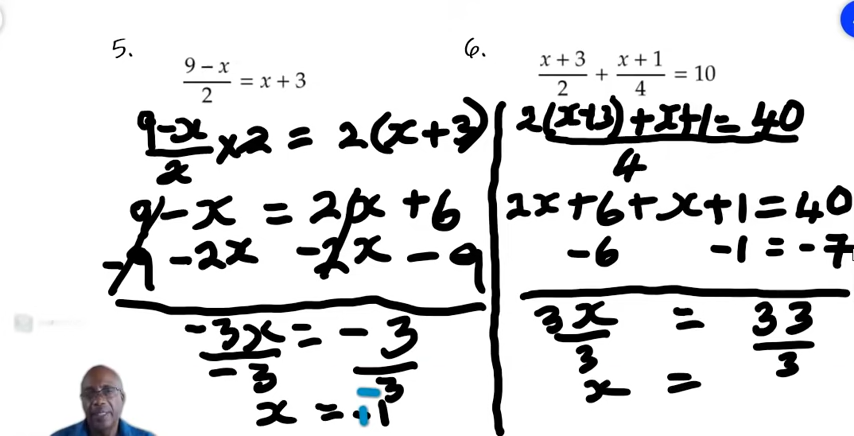 5.
(9 − x)/2 = x + 3
(9−x)/2 ×2 = 2(x+3)
9 − x = 2x + 6
−9 − 2x −2x − 9
−3x/−3 = −3/−3
x = 1
6.
(x + 3)/2 + (x + 1)/4 = 10
(2(x+3) + x+1 = 40)/4
2x + 6 + x + 1 = 40
−6 −1 = −7
3x/3 = 33/3
x =